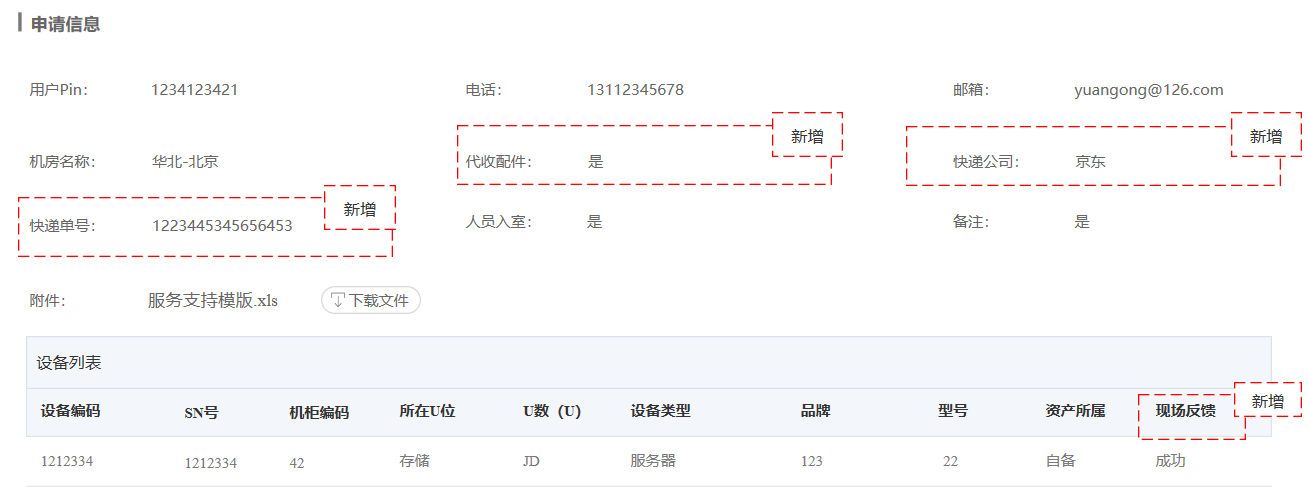 申请信息
用户Pin: 1234123421 电话: 13112345678 邮箱: yuangong@126.com
新增 新增
机房名称: 华北-北京 代收配件: 是 快递公司: 京东
新增
快递单号: 1223445345656453 人员入室: 是 备注: 是
附件: 服务支持模版.xls 下载文件
设备列表
新增
设备编码 SN号 机柜编码 所在U位 U数（U） 设备类型 品牌 型号 资产所属 现场反馈
1212334 1212334 42 存储 JD 服务器 123 22 自备 成功